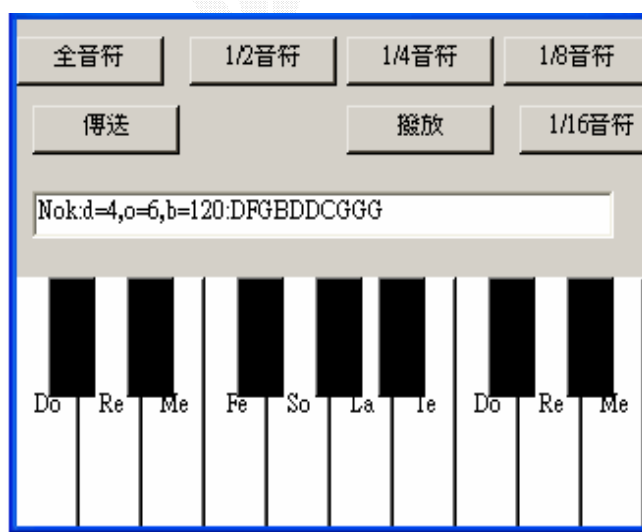 全音符 1/2音符 1/4音符 1/8音符
傳送 撥放 1/16音符
Nok:d=4,o=6,b=120:DFGBDDCGGG
Do Re Me Fe So La Te Do Re Me